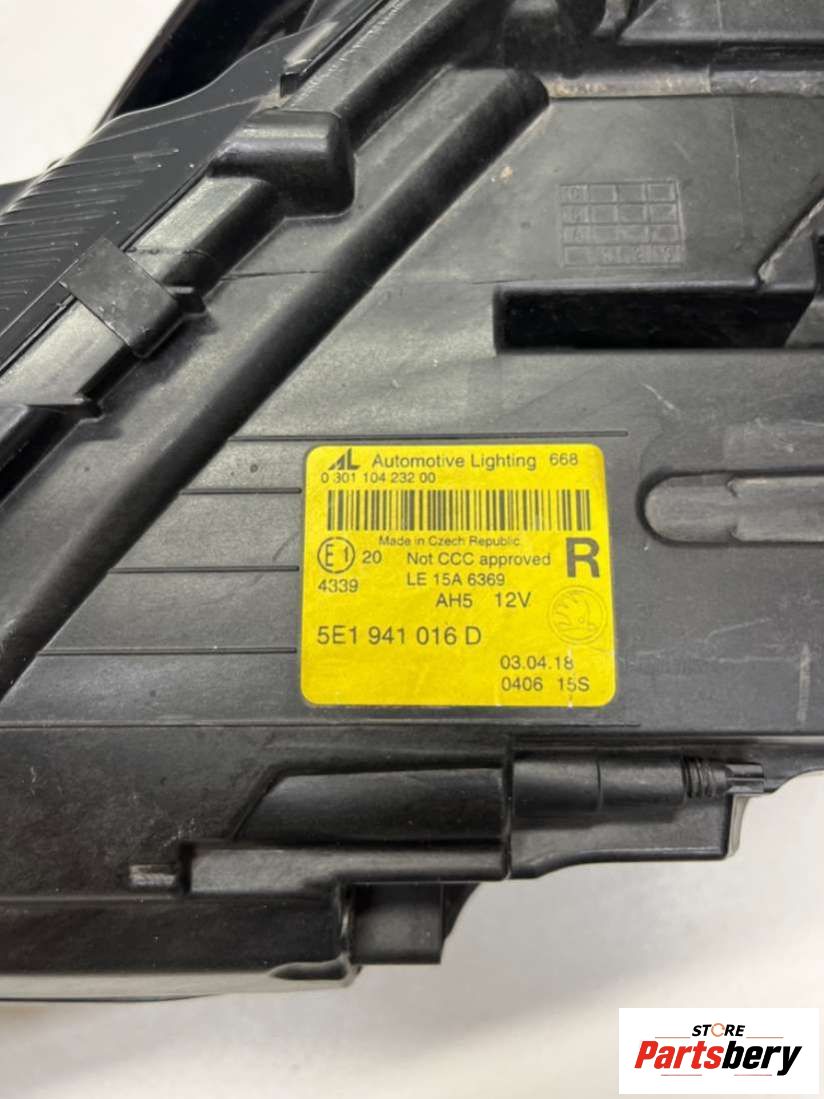 AL Automotive Lighting 668
0 301 104 232 00
Made in Czech Republic.
E1 20 Not CCC approved R
4339 LE 15A 6369
AH5 12V
5E1 941 016 D
03.04.18
0406 15S
STORE
Partsbery